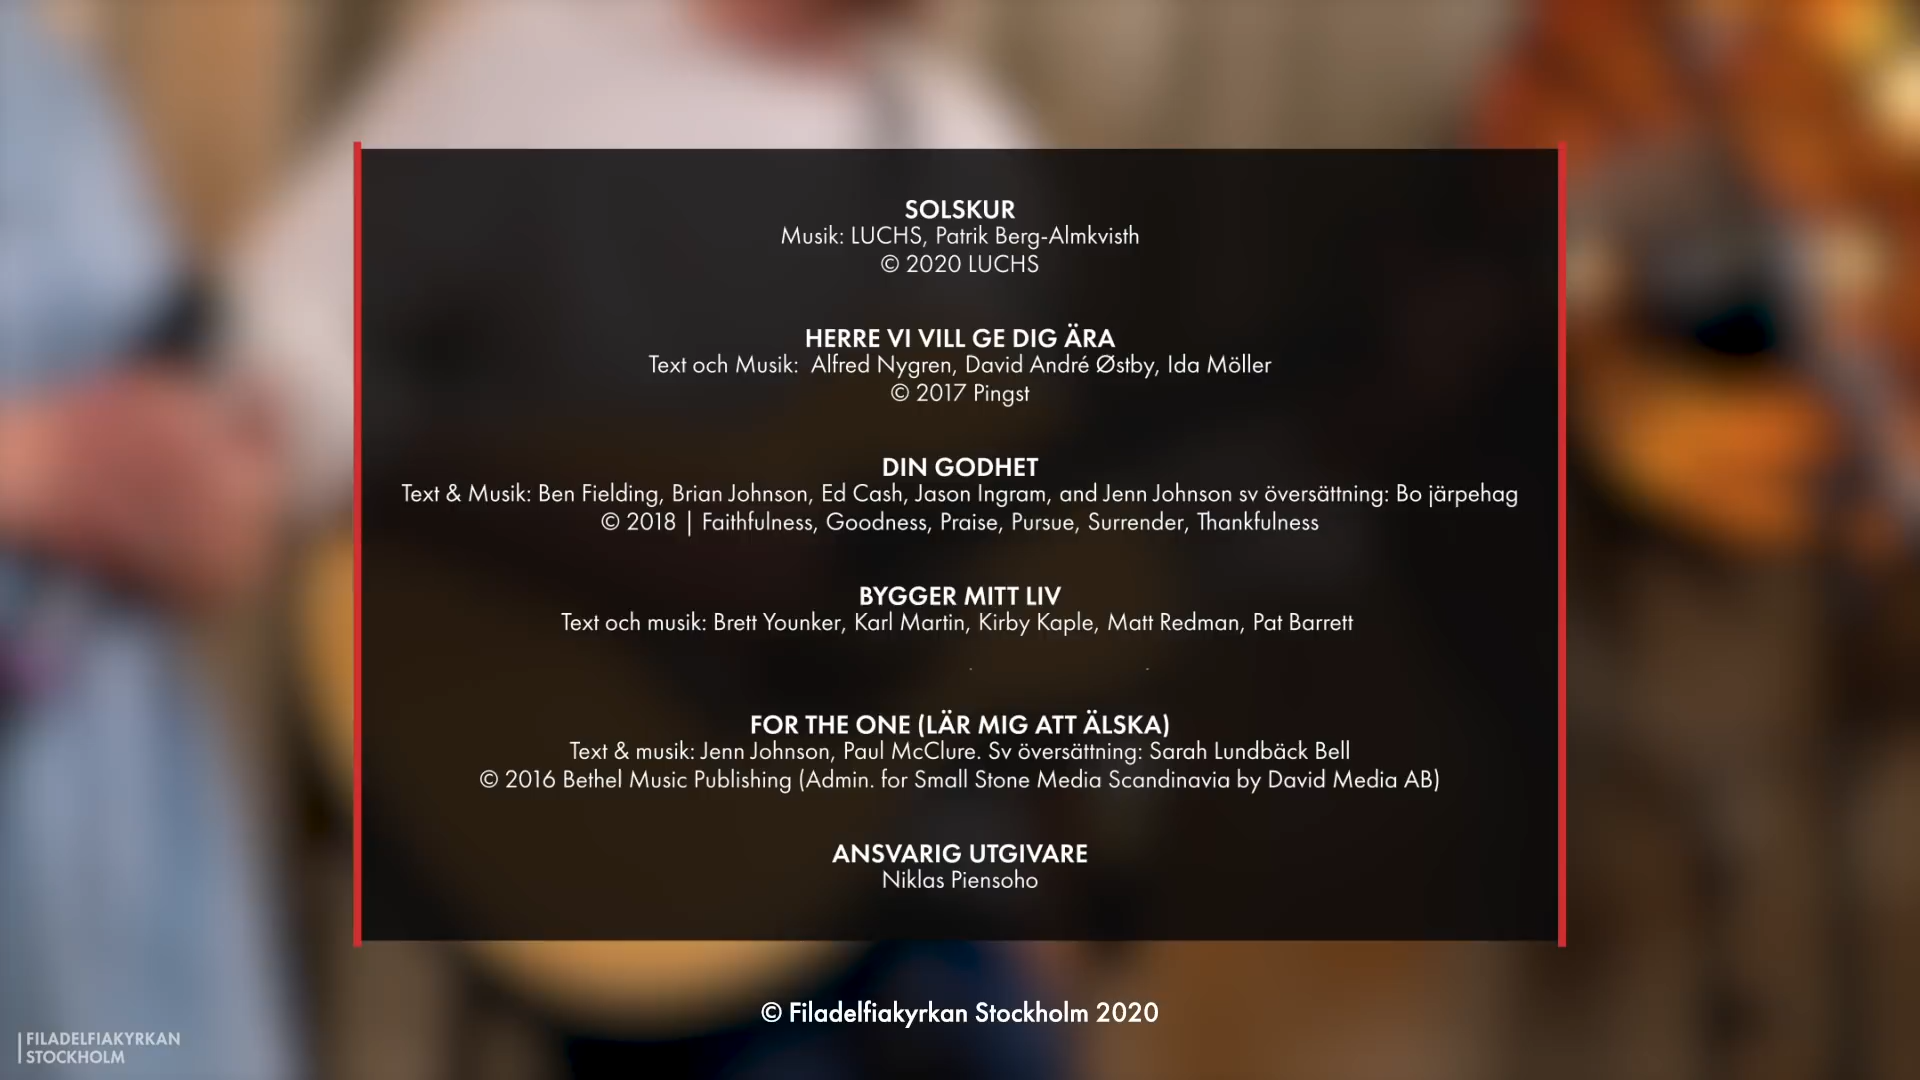 SOLSKUR
Musik: LUCHS, Patrik Berg-Almkvisth
© 2020 LUCHS
HERRE VI VILL GE DIG ÄRA
Text och Musik:  Alfred Nygren, David André Østby, Ida Möller
© 2017 Pingst
DIN GODHET
Text & Musik: Ben Fielding, Brian Johnson, Ed Cash, Jason Ingram, and Jenn Johnson sv översättning: Bo järpehag
© 2018 | Faithfulness, Goodness, Praise, Pursue, Surrender, Thankfulness
BYGGER MITT LIV
Text och musik: Brett Younker, Karl Martin, Kirby Kaple, Matt Redman, Pat Barrett
FOR THE ONE (LÄR MIG ATT ÄLSKA)
Text & musik: Jenn Johnson, Paul McClure. Sv översättning: Sarah Lundbäck Bell
© 2016 Bethel Music Publishing (Admin. for Small Stone Media Scandinavia by David Media AB)
ANSVARIG UTGIVARE
Niklas Piensoho
© Filadelfiakyrkan Stockholm 2020
FILADELFIAKYRKAN
STOCKHOLM